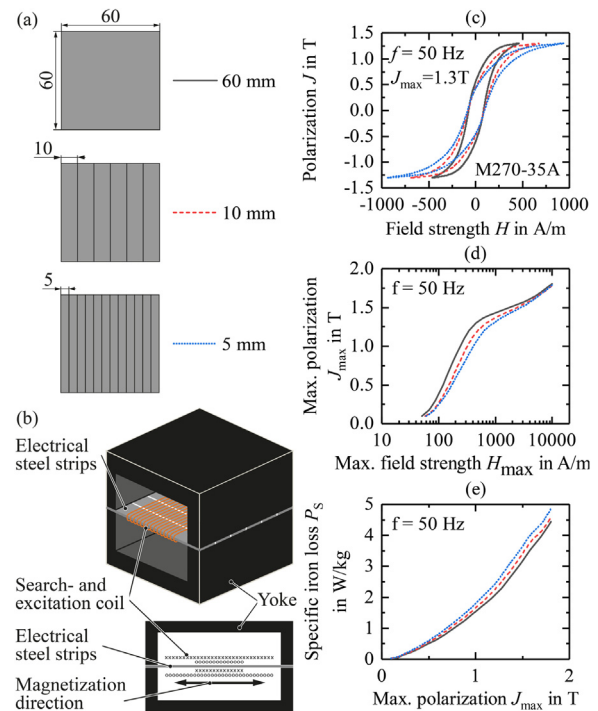 (a)
60
60
60 mm
10
10 mm
5
5 mm
(b)
Electrical
steel strips
Search- and
excitation coil
Yoke
Electrical
steel strips
Magnetization
direction
(c)
Polarization J in T
1.5
1.0
0.5
0.0
-0.5
-1.0
-1.5
f = 50 Hz
Jmax=1.3T
M270-35A
-1000 -500 0 500 1000
Field strength H in A/m
(d)
Max. polarization
Jmax in T
2.0
1.5
1.0
0.5
0.0
f = 50 Hz
10 100 1000 10000
Max. field strength Hmax in A/m
(e)
Specific iron loss PS
in W/kg
5
4
3
2
1
0
f = 50 Hz
0 1 2
Max. polarization Jmax in T